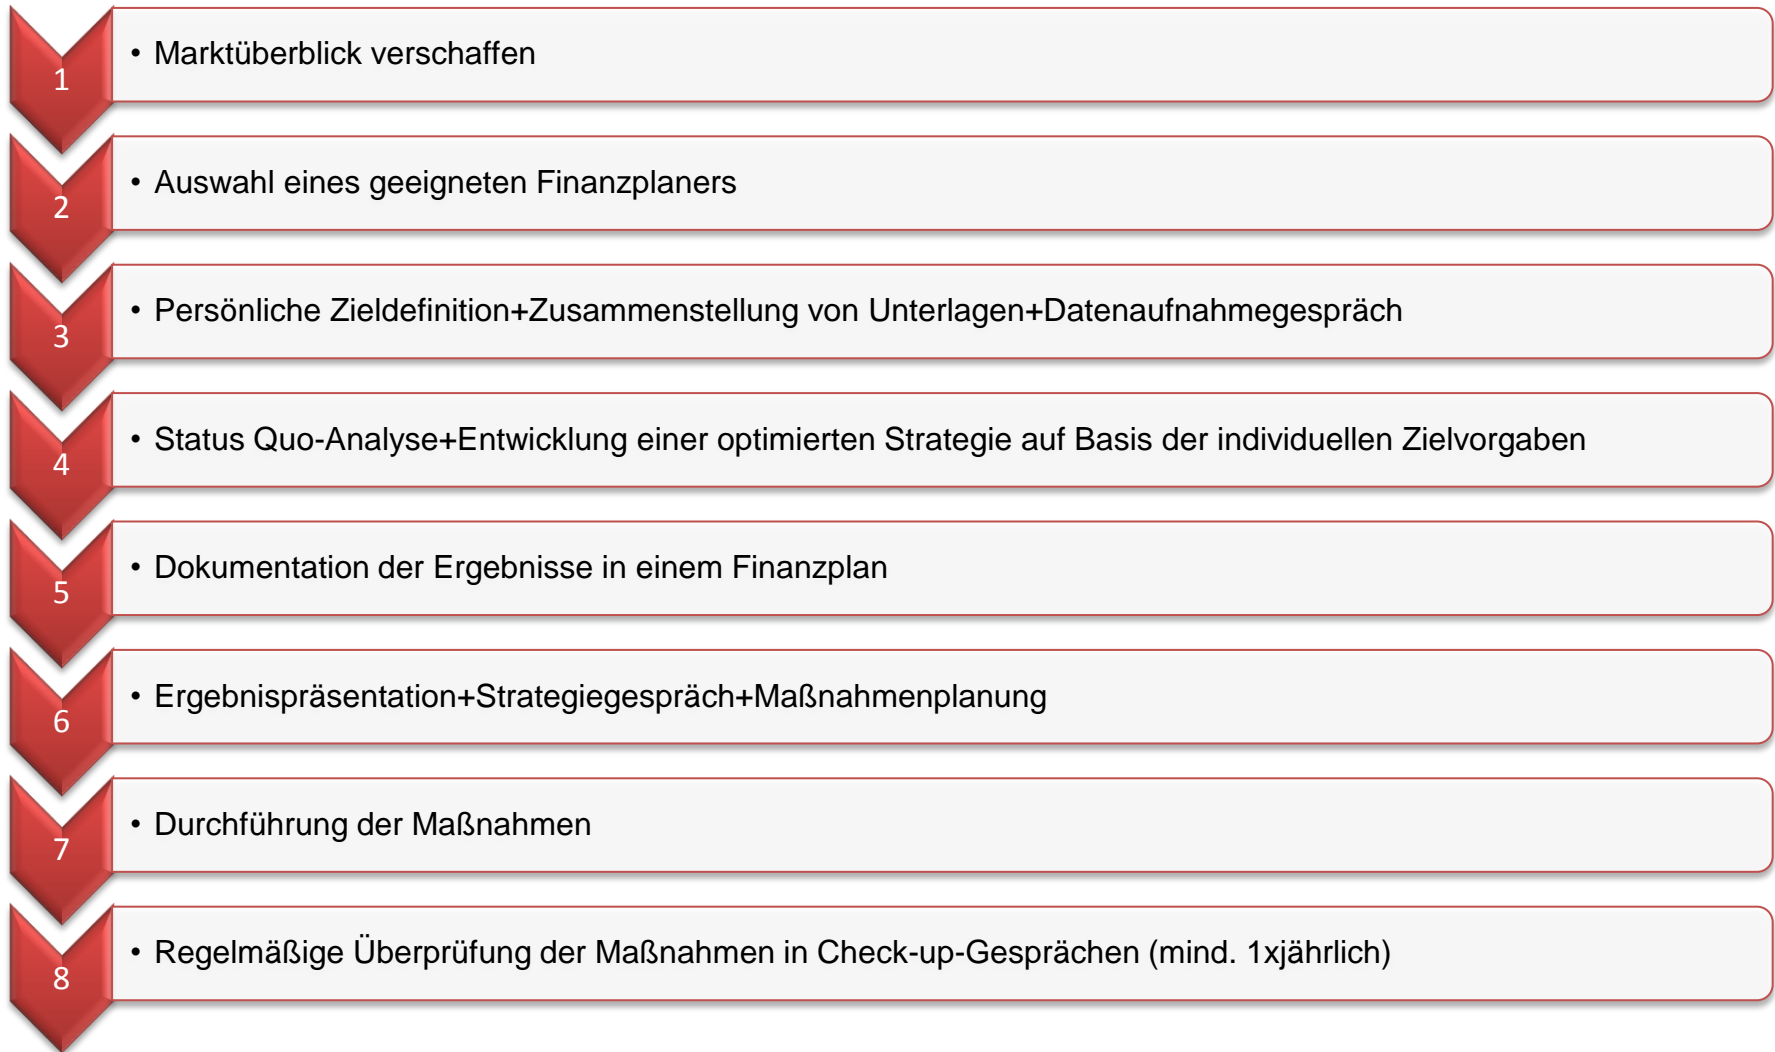 1
• Marktüberblick verschaffen
2
• Auswahl eines geeigneten Finanzplaners
3
• Persönliche Zieldefinition+Zusammenstellung von Unterlagen+Datenaufnahmegespräch
4
• Status Quo-Analyse+Entwicklung einer optimierten Strategie auf Basis der individuellen Zielvorgaben
5
• Dokumentation der Ergebnisse in einem Finanzplan
6
• Ergebnispräsentation+Strategiegespräch+Maßnahmenplanung
7
• Durchführung der Maßnahmen
8
• Regelmäßige Überprüfung der Maßnahmen in Check-up-Gesprächen (mind. 1xjährlich)